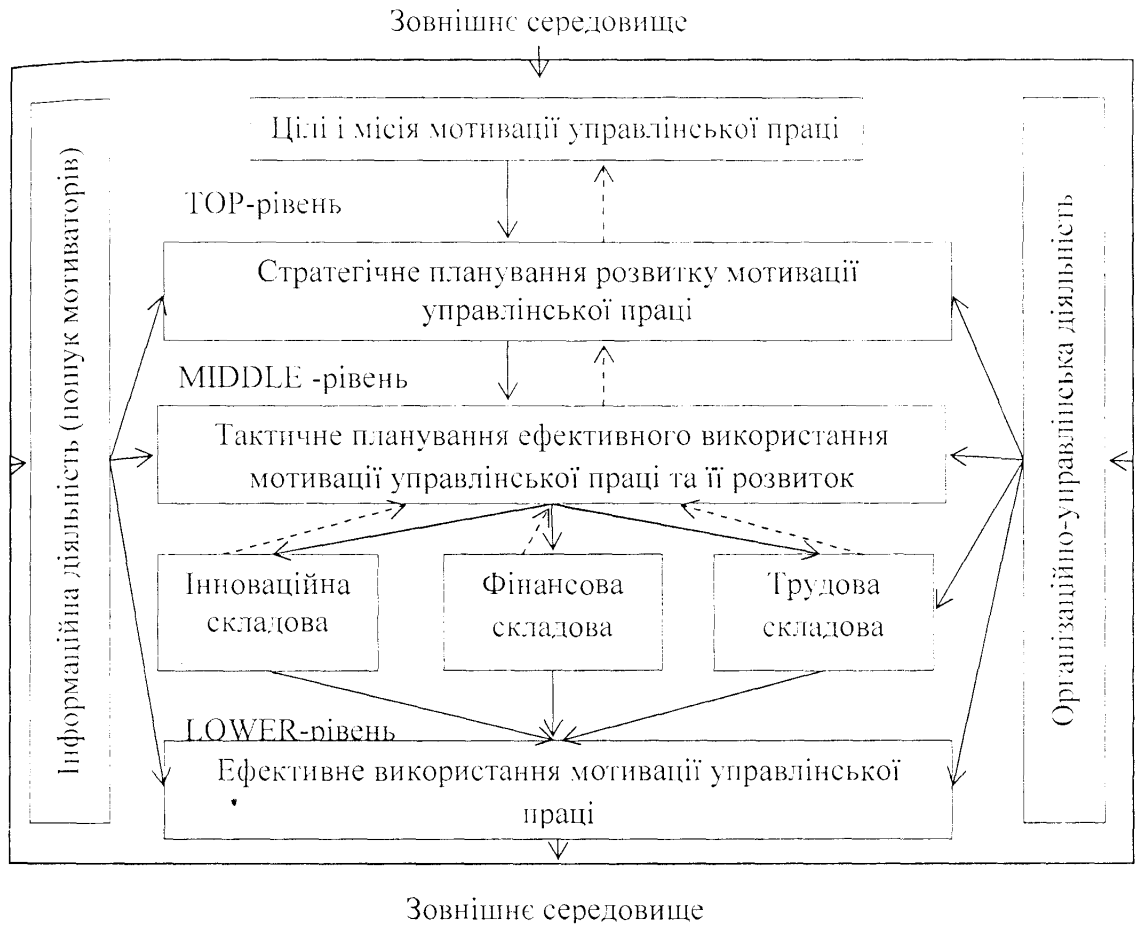 Зовнішнє середовище
Цілі і місія мотивації управлінської праці
TOP-рівень
Стратегічне планування розвитку мотивації
управлінської праці
MIDDLE -рівень
Тактичне планування ефективного використання
мотивації управлінської праці та її розвиток
Інноваційна
складова
Фінансова
складова
Трудова
складова
LOWER-рівень
Ефективне використання мотивації управлінської
праці
Інформаційна діяльність (пошук мотиваторів)
Організаційно-управлінська діяльність
Зовнішнє середовище